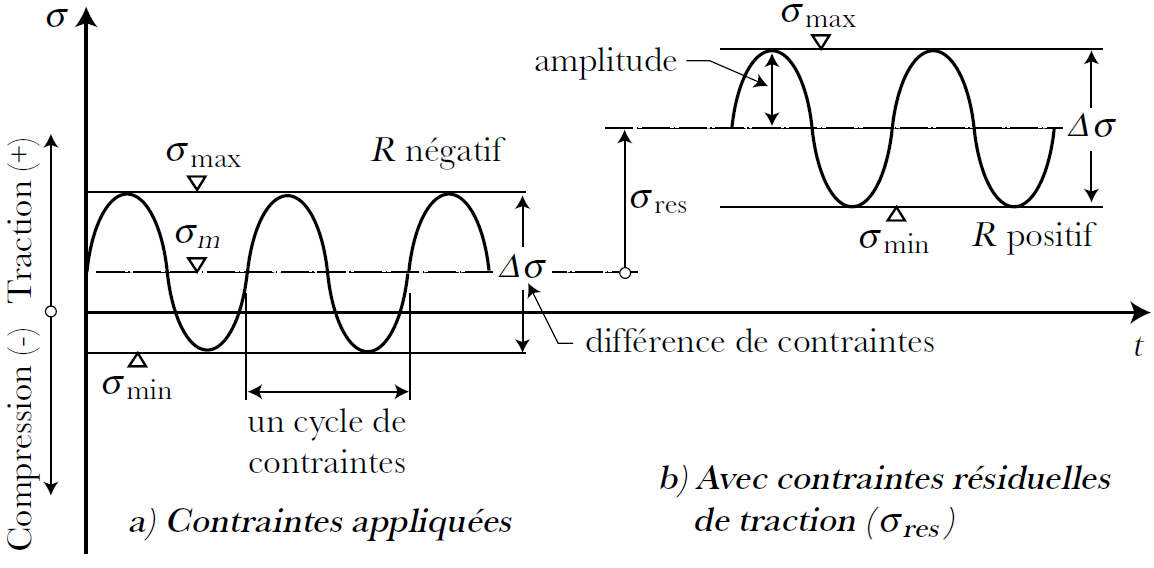 σ
Compression (-) Traction (+)
σmax
R négatif
σm
Δσ
σmin
un cycle de
contraintes
différence de contraintes
t
a) Contraintes appliquées
σmax
amplitude
Δσ
σres
σmin
R positif
b) Avec contraintes résiduelles
de traction (σres)